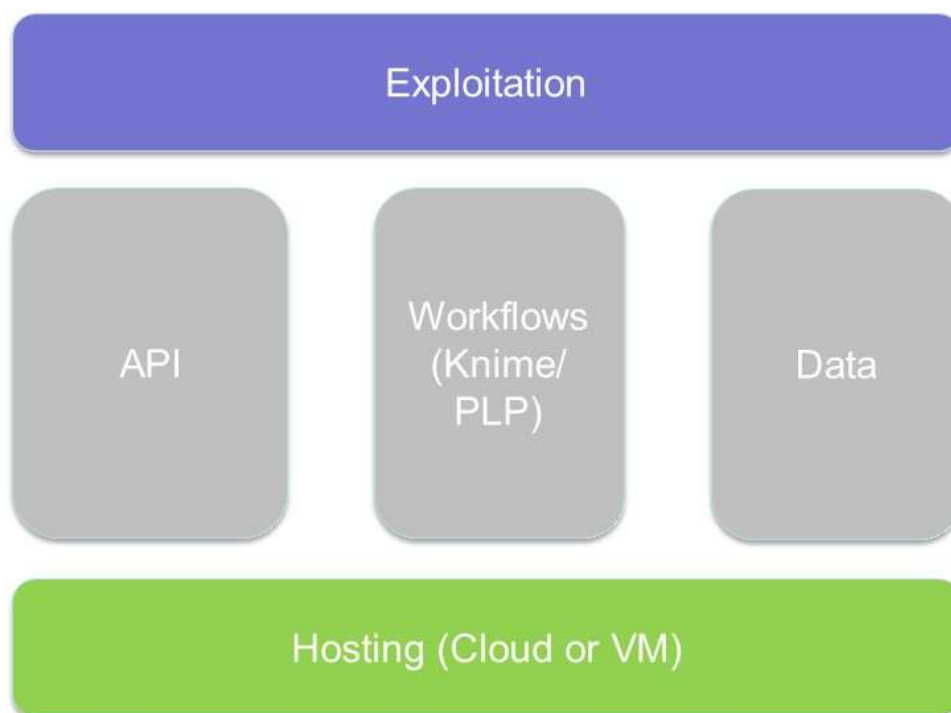 Exploitation
API
Workflows
(Knime/
PLP)
Data
Hosting (Cloud or VM)